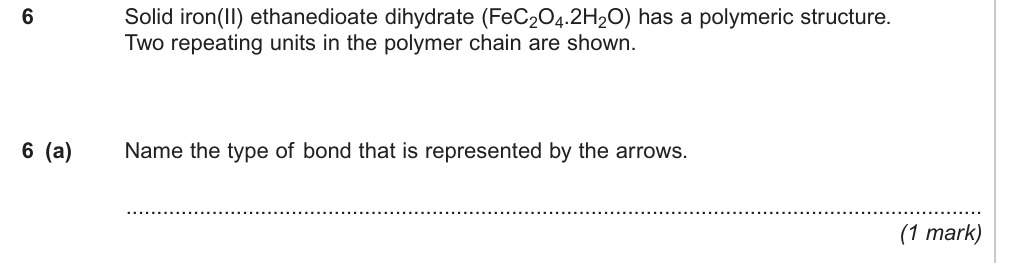 6 Solid iron(II) ethanedioate dihydrate (FeC₂O₄.2H₂O) has a polymeric structure.
Two repeating units in the polymer chain are shown.
6 (a) Name the type of bond that is represented by the arrows.
(1 mark)